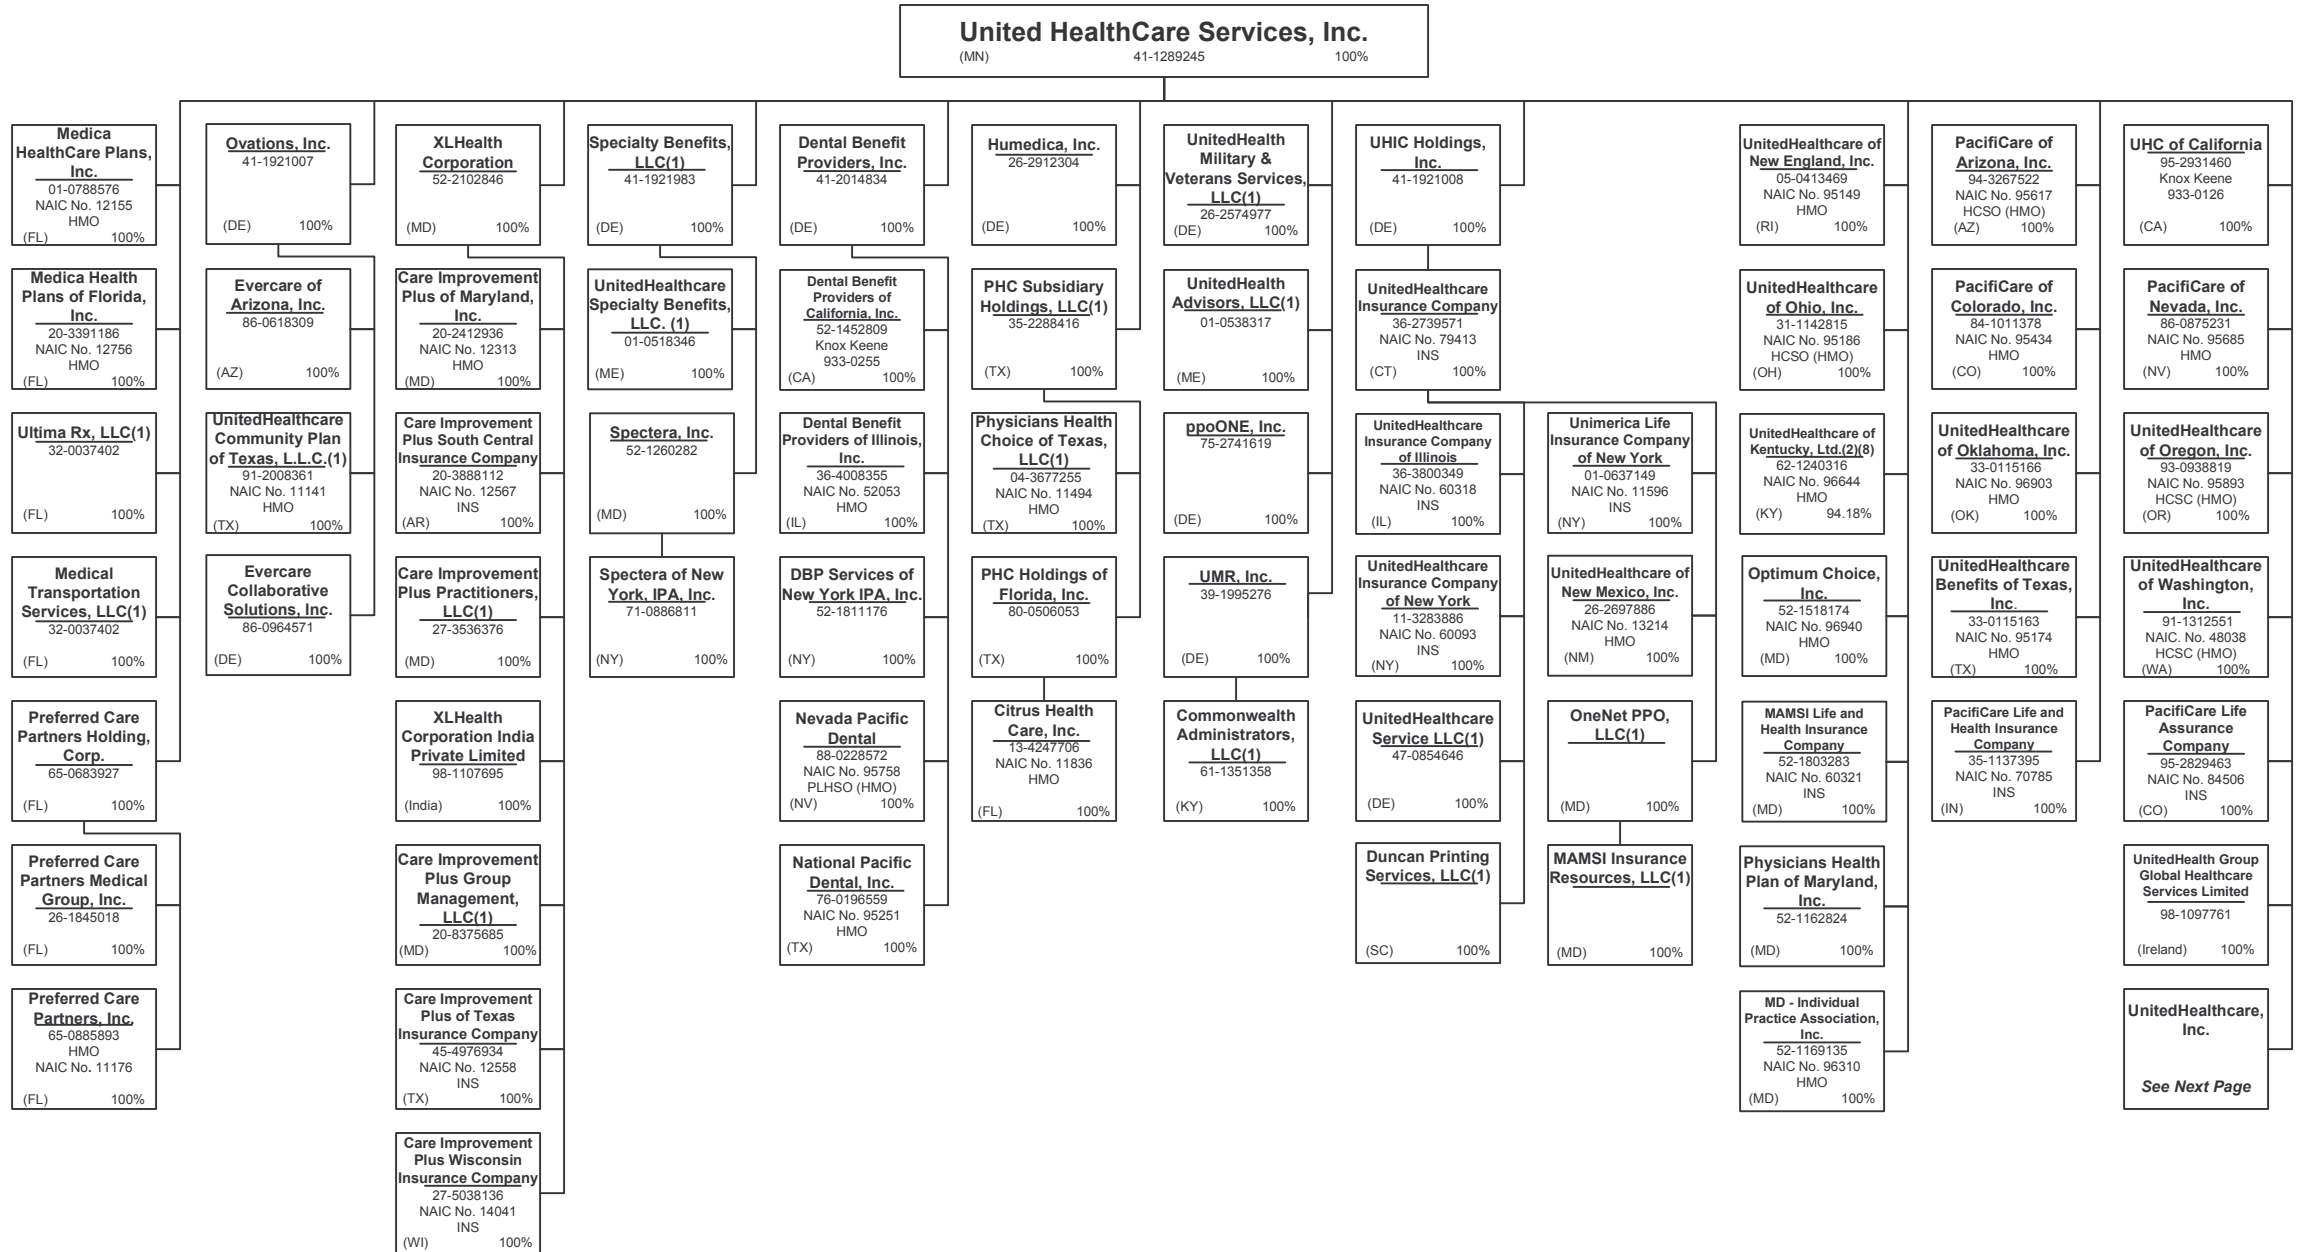 United HealthCare Services, Inc.
(MN) 41-1289245 100%
Medica
HealthCare Plans,
Inc.
01-0788576
NAIC No. 12155
HMO
(FL) 100%
Medica Health
Plans of Florida,
Inc.
20-3391186
NAIC No. 12756
HMO
(FL) 100%
Ultima Rx, LLC(1)
32-0037402
(FL) 100%
Medical
Transportation
Services, LLC(1)
32-0037402
(FL) 100%
Preferred Care
Partners Holding,
Corp.
65-0683927
(FL) 100%
Preferred Care
Partners Medical
Group, Inc.
26-1845018
(FL) 100%
Preferred Care
Partners, Inc.
65-0885893
HMO
NAIC No. 11176
(FL) 100%
Ovations, Inc.
41-1921007
(DE) 100%
Evercare of
Arizona, Inc.
86-0618309
(AZ) 100%
UnitedHealthcare
Community Plan
of Texas, L.L.C.(1)
91-2008361
NAIC No. 11141
HMO
(TX) 100%
Evercare
Collaborative
Solutions, Inc.
86-0964571
(DE) 100%
XLHealth
Corporation
52-2102846
(MD) 100%
Care Improvement
Plus of Maryland,
Inc.
20-2412936
NAIC No. 12313
HMO
(MD) 100%
Care Improvement
Plus South Central
Insurance Company
20-3888112
NAIC No. 12567
INS
(AR) 100%
Care Improvement
Plus Practitioners,
LLC(1)
27-3536376
(MD) 100%
XLHealth
Corporation India
Private Limited
98-1107695
(India) 100%
Care Improvement
Plus Group
Management,
LLC(1)
20-8375685
(MD) 100%
Care Improvement
Plus of Texas
Insurance Company
45-4976934
NAIC No. 12558
INS
(TX) 100%
Care Improvement
Plus Wisconsin
Insurance Company
27-5038136
NAIC No. 14041
INS
(WI) 100%
Specialty Benefits,
LLC(1)
41-1921983
(DE) 100%
UnitedHealthcare
Specialty Benefits,
LLC. (1)
01-0518346
(ME) 100%
Spectera, Inc.
52-1260282
(MD) 100%
Spectera of New
York, IPA, Inc.
71-0886811
(NY) 100%
Dental Benefit
Providers, Inc.
41-2014834
(DE) 100%
Dental Benefit
Providers of
California, Inc.
52-1452809
Knox Keene
933-0255
(CA) 100%
Dental Benefit
Providers of Illinois,
Inc.
36-4008355
NAIC No. 52053
HMO
(IL) 100%
DBP Services of
New York IPA, Inc.
52-1811176
(NY) 100%
Nevada Pacific
Dental
88-0228572
NAIC No. 95758
PLHSO (HMO)
(NV) 100%
National Pacific
Dental, Inc.
76-0196559
NAIC No. 95251
HMO
(TX) 100%
Humedica, Inc.
26-2912304
(DE) 100%
PHC Subsidiary
Holdings, LLC(1)
35-2288416
(TX) 100%
Physicians Health
Choice of Texas,
LLC(1)
04-3677255
NAIC No. 11494
HMO
(TX) 100%
PHC Holdings of
Florida, Inc.
80-0506053
(TX) 100%
Citrus Health
Care, Inc.
13-4247706
NAIC No. 11836
HMO
(FL) 100%
UnitedHealth
Military &
Veterans Services,
LLC(1)
26-2574977
(DE) 100%
UnitedHealth
Advisors, LLC(1)
01-0538317
(ME) 100%
ppoONE, Inc.
75-2741619
(DE) 100%
UMR, Inc.
39-1995276
(DE) 100%
Commonwealth
Administrators,
LLC(1)
61-1351358
(KY) 100%
UHIC Holdings,
Inc.
41-1921008
(DE) 100%
UnitedHealthcare
Insurance Company
36-2739571
NAIC No. 79413
INS
(CT) 100%
UnitedHealthcare
Insurance Company
of Illinois
36-3800349
NAIC No. 60318
INS
(IL) 100%
UnitedHealthcare
Insurance Company
of New York
11-3283886
NAIC No. 60093
INS
(NY) 100%
UnitedHealthcare
Service LLC(1)
47-0854646
(DE) 100%
Duncan Printing
Services, LLC(1)
(SC) 100%
Unimerica Life
Insurance Company
of New York
01-0637149
NAIC No. 11596
INS
(NY) 100%
UnitedHealthcare of
New Mexico, Inc.
26-2697886
NAIC No. 13214
HMO
(NM) 100%
OneNet PPO,
LLC(1)
(MD) 100%
MAMSI Insurance
Resources, LLC(1)
(MD) 100%
UnitedHealthcare of
New England, Inc.
05-0413469
NAIC No. 95149
HMO
(RI) 100%
UnitedHealthcare
of Ohio, Inc.
31-1142815
NAIC No. 95186
HCSO (HMO)
(OH) 100%
UnitedHealthcare of
Kentucky, Ltd.(2)(8)
62-1240316
NAIC No. 96644
HMO
(KY) 94.18%
Optimum Choice,
Inc.
52-1518174
NAIC No. 96940
HMO
(MD) 100%
MAMSI Life and
Health Insurance
Company
52-1803283
NAIC No. 60321
INS
(MD) 100%
Physicians Health
Plan of Maryland,
Inc.
52-1162824
(MD) 100%
MD - Individual
Practice Association,
Inc.
52-1169135
NAIC No. 96310
HMO
(MD) 100%
PacifiCare of
Arizona, Inc.
94-3267522
NAIC No. 95617
HCSO (HMO)
(AZ) 100%
PacifiCare of
Colorado, Inc.
84-1011378
NAIC No. 95434
HMO
(CO) 100%
UnitedHealthcare
of Oklahoma, Inc.
33-0115166
NAIC No. 96903
HMO
(OK) 100%
UnitedHealthcare
Benefits of Texas,
Inc.
33-0115163
NAIC No. 95174
HMO
(TX) 100%
PacifiCare Life and
Health Insurance
Company
35-1137395
NAIC No. 70785
INS
(IN) 100%
UHC of California
95-2931460
Knox Keene
933-0126
(CA) 100%
PacifiCare of
Nevada, Inc.
86-0875231
NAIC No. 95685
HMO
(NV) 100%
UnitedHealthcare
of Oregon, Inc.
93-0938819
NAIC No. 95893
HCSC (HMO)
(OR) 100%
UnitedHealthcare
of Washington,
Inc.
91-1312551
NAIC. No. 48038
HCSC (HMO)
(WA) 100%
PacifiCare Life
Assurance
Company
95-2829463
NAIC No. 84506
INS
(CO) 100%
UnitedHealth Group
Global Healthcare
Services Limited
98-1097761
(Ireland) 100%
UnitedHealthcare,
Inc.
See Next Page